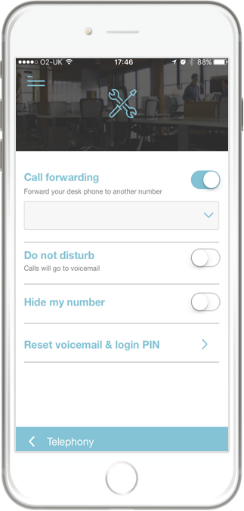 O2-UK 17:46 88%
Call forwarding
Forward your desk phone to another number
Do not disturb
Calls will go to voicemail
Hide my number
Reset voicemail & login PIN
Telephony